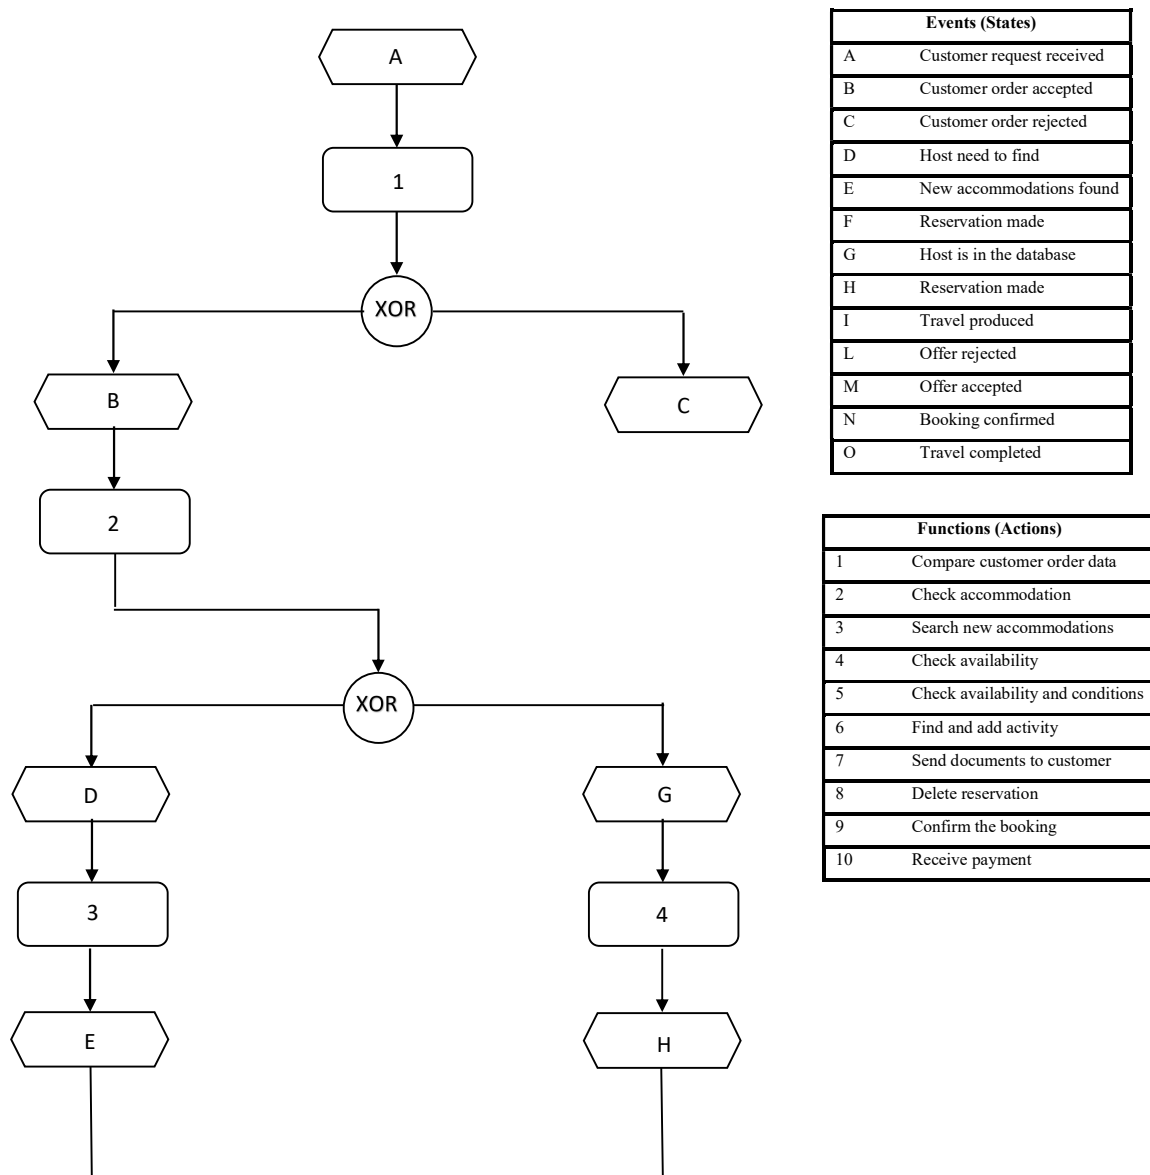 A
1
XOR
B
C
2
XOR
D
G
3
4
E
H
Events (States)
A Customer request received
B Customer order accepted
C Customer order rejected
D Host need to find
E New accommodations found
F Reservation made
G Host is in the database
H Reservation made
I Travel produced
L Offer rejected
M Offer accepted
N Booking confirmed
O Travel completed
Functions (Actions)
1 Compare customer order data
2 Check accommodation
3 Search new accommodations
4 Check availability
5 Check availability and conditions
6 Find and add activity
7 Send documents to customer
8 Delete reservation
9 Confirm the booking
10 Receive payment